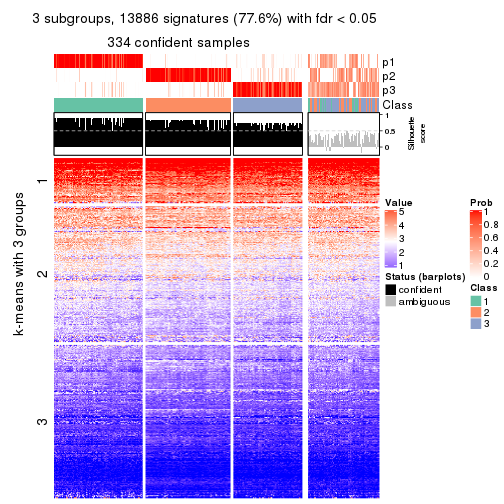 3 subgroups, 13886 signatures (77.6%) with fdr < 0.05
334 confident samples
p1
p2
p3
Class
1
0.5
0
Silhouette
score
k-means with 3 groups
1
2
3
Value
5
4
3
2
1
Status (barplots)
confident
ambiguous
Prob
1
0.8
0.6
0.4
0.2
0
Class
1
2
3